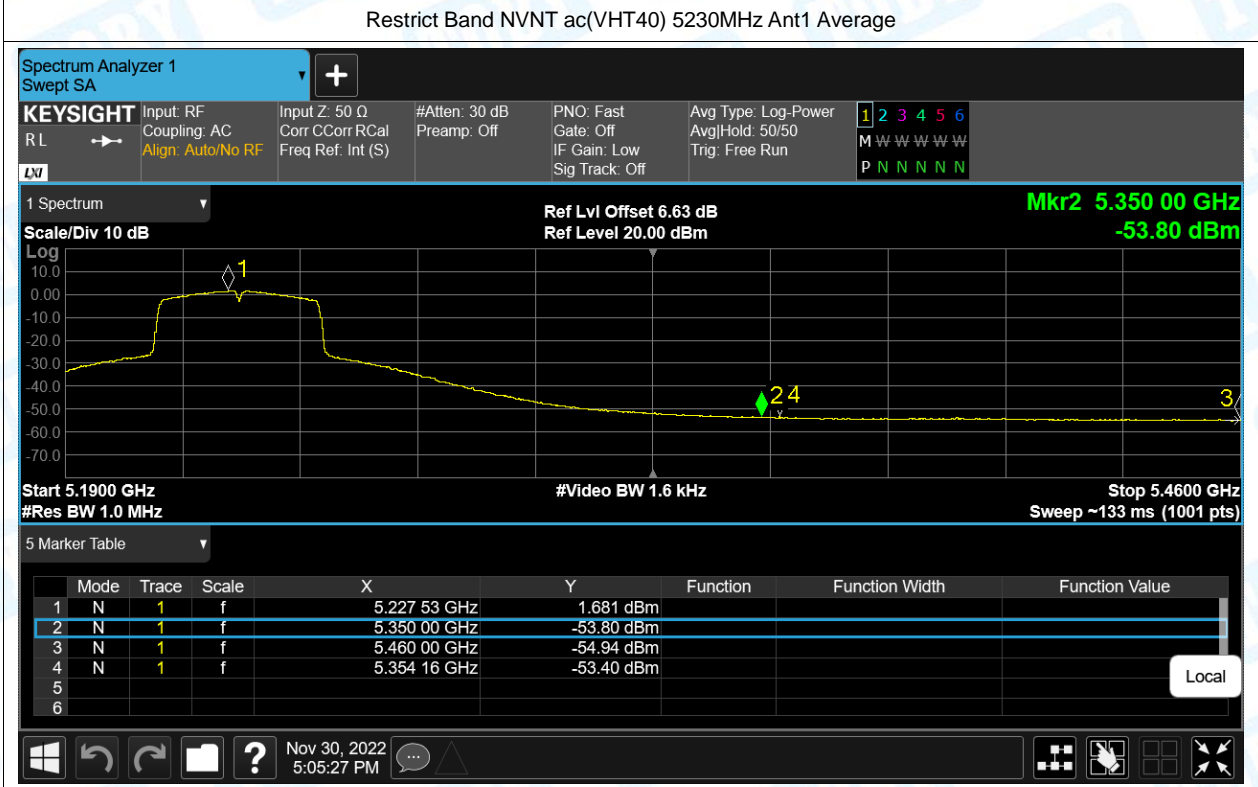 Restrict Band NVNT ac(VHT40) 5230MHz Ant1 Average
Spectrum Analyzer 1
Swept SA
+
KEYSIGHT
R L
LXI
Input: RF
Coupling: AC
Align: Auto/No RF
Input Z: 50 Ω
Corr CCorr RCal
Freq Ref: Int (S)
#Atten: 30 dB
Preamp: Off
PNO: Fast
Gate: Off
IF Gain: Low
Sig Track: Off
Avg Type: Log-Power
Avg|Hold: 50/50
Trig: Free Run
1 2 3 4 5 6
M W W W W W
P N N N N N
1 Spectrum
Scale/Div 10 dB
Ref Lvl Offset 6.63 dB
Ref Level 20.00 dBm
Mkr2 5.350 00 GHz
-53.80 dBm
Log
10.0
0.00
-10.0
-20.0
-30.0
-40.0
-50.0
-60.0
-70.0
1
2 4
3
Start 5.1900 GHz
#Video BW 1.6 kHz
Stop 5.4600 GHz
#Res BW 1.0 MHz
Sweep ~133 ms (1001 pts)
5 Marker Table
Mode Trace Scale X Y Function Function Width Function Value
1 N 1 f 5.227 53 GHz 1.681 dBm
2 N 1 f 5.350 00 GHz -53.80 dBm
3 N 1 f 5.460 00 GHz -54.94 dBm
4 N 1 f 5.354 16 GHz -53.40 dBm
5
6
Local
?
Nov 30, 2022
5:05:27 PM